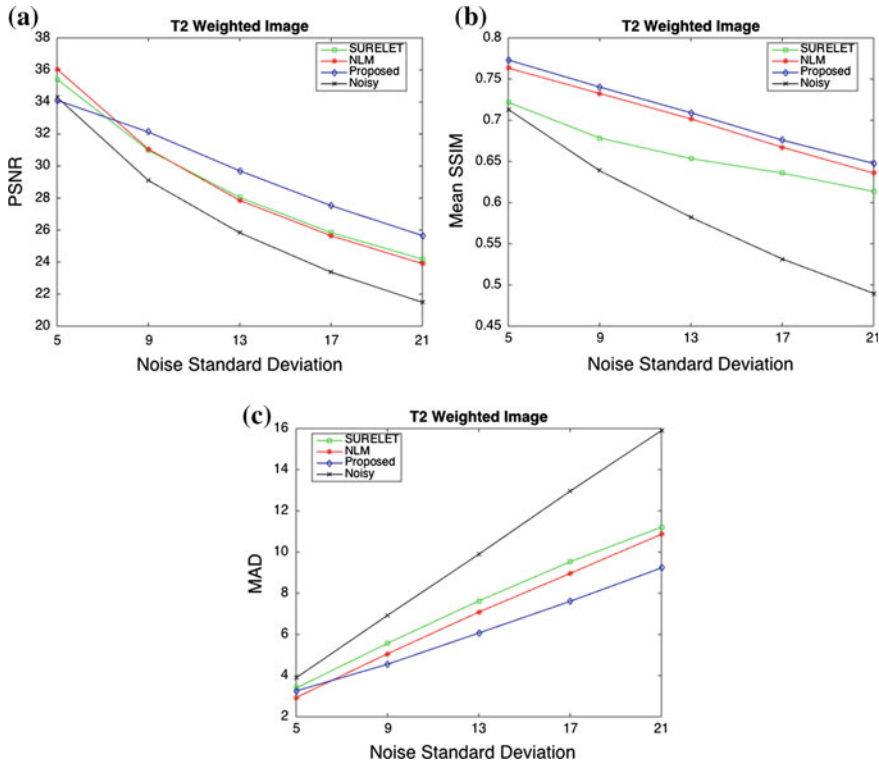 (a)
T2 Weighted Image
38
36
34
32
30
28
26
24
22
20
PSNR
SURELET
NLM
Proposed
Noisy
5 9 13 17 21
Noise Standard Deviation
(b)
T2 Weighted Image
0.8
0.75
0.7
0.65
0.6
0.55
0.5
0.45
Mean SSIM
SURELET
NLM
Proposed
Noisy
5 9 13 17 21
Noise Standard Deviation
(c)
T2 Weighted Image
16
14
12
10
8
6
4
2
MAD
SURELET
NLM
Proposed
Noisy
5 9 13 17 21
Noise Standard Deviation